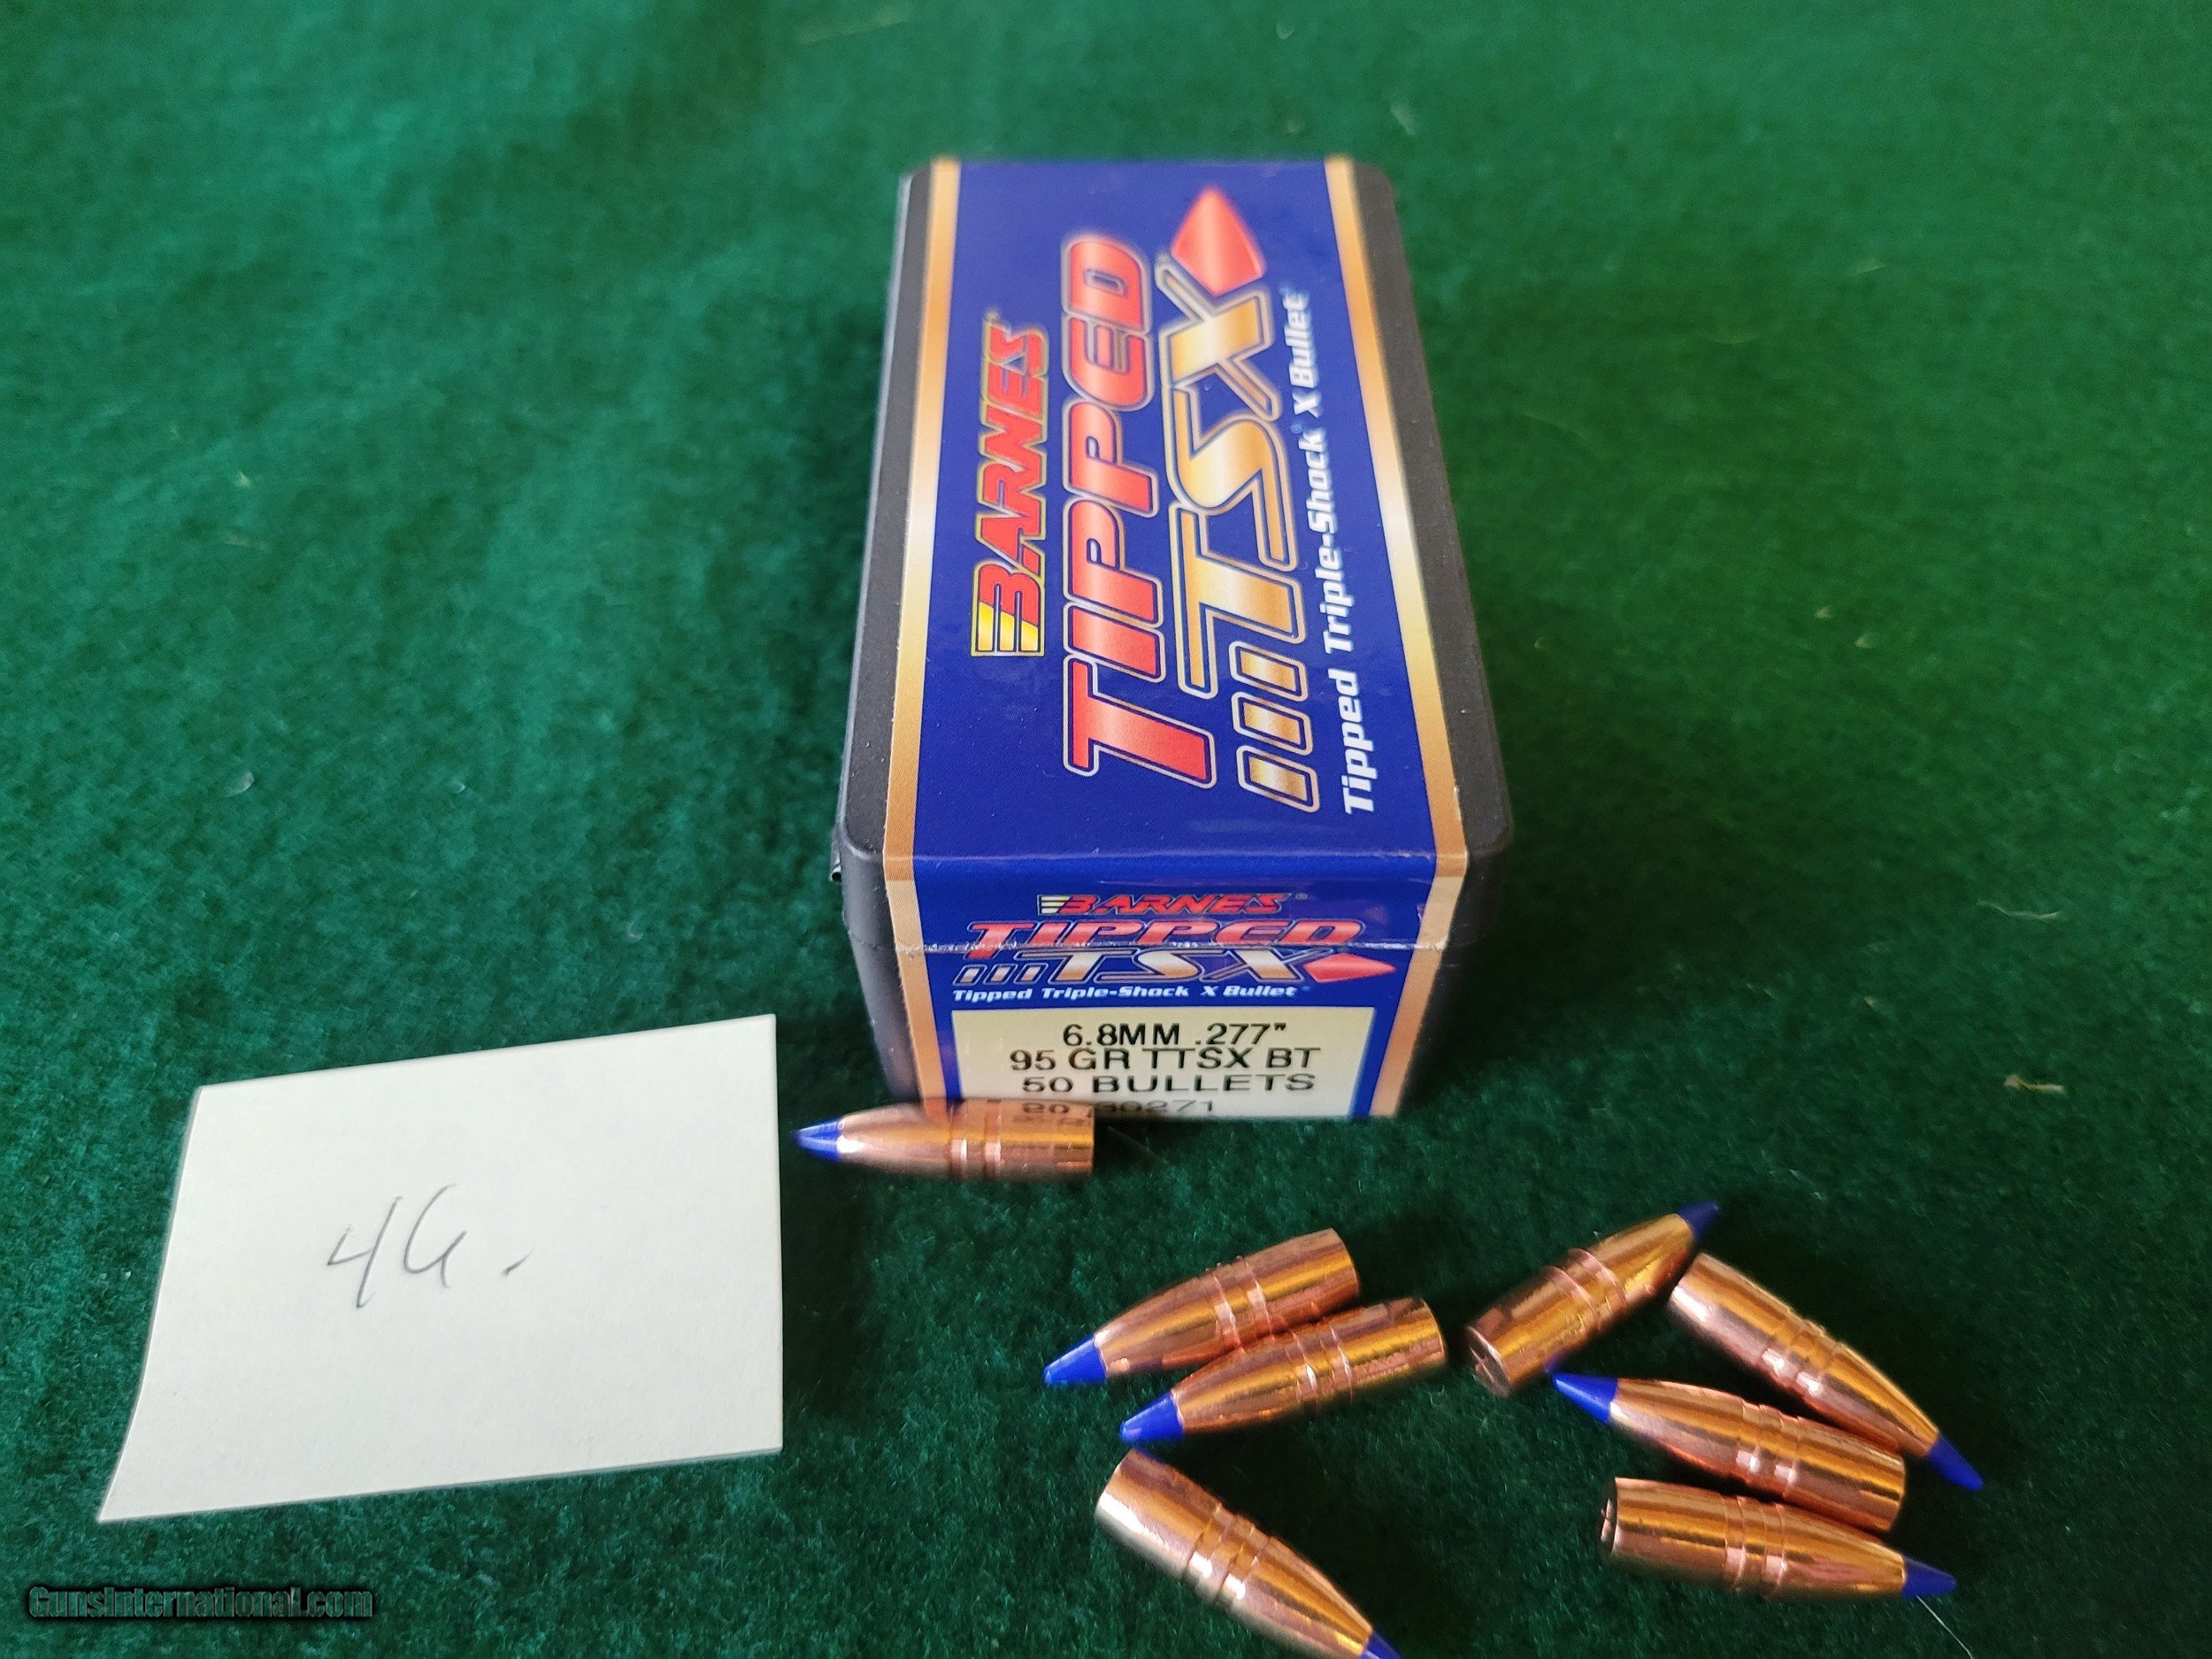 BARNES
TIPPED
TSX
Tipped Triple-Shock X Bullet
BARNES®
TIPPED
TSX
Tipped Triple-Shock X Bullet
6.8MM .277"
95 GR TTSX BT
50 BULLETS
30271
46.
GunsInternational.com